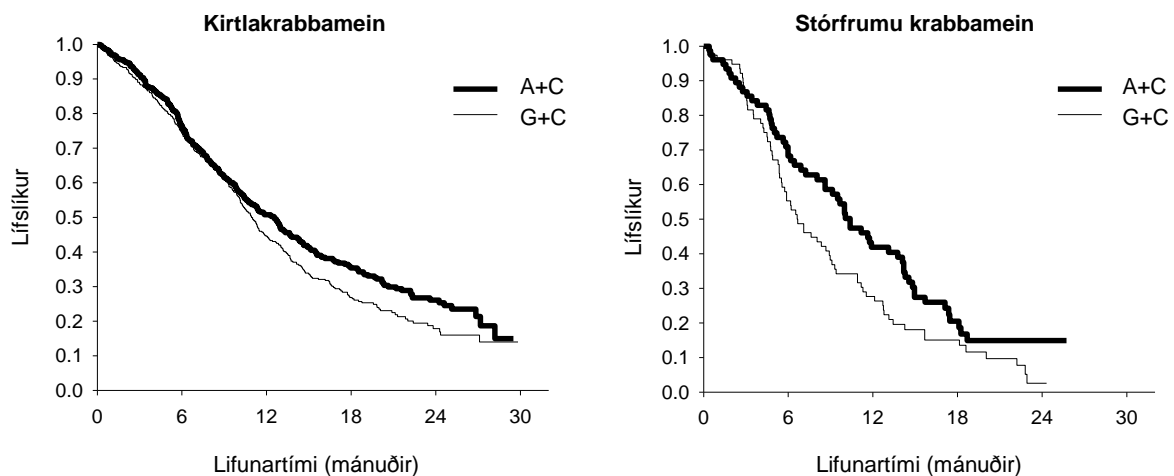 Kirtlakrabbamein
1.0
0.9
0.8
0.7
0.6
0.5
0.4
0.3
0.2
0.1
0.0
Lífslíkur
A+C
G+C
0 6 12 18 24 30
Lifunartími (mánuðir)
Stórfrumu krabbamein
1.0
0.9
0.8
0.7
0.6
0.5
0.4
0.3
0.2
0.1
0.0
Lífslíkur
A+C
G+C
0 6 12 18 24 30
Lifunartími (mánuðir)